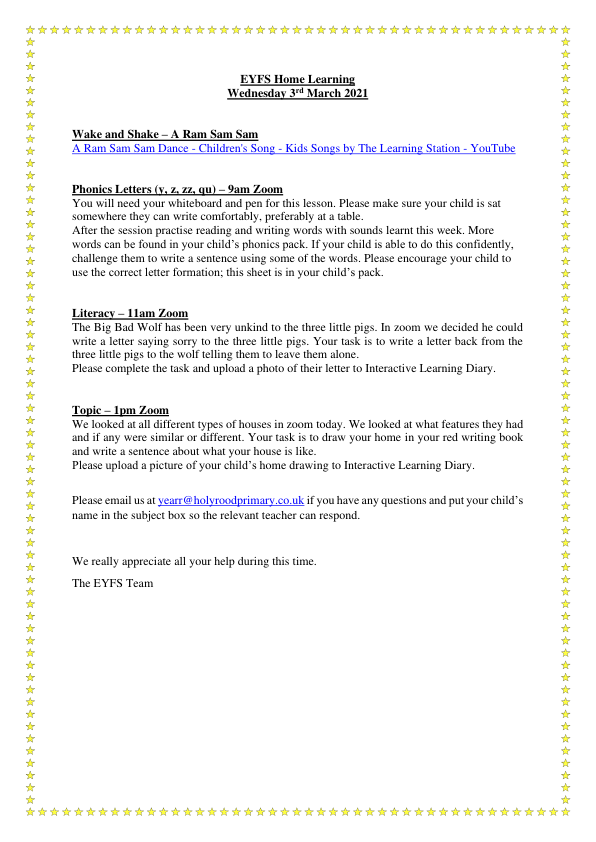 EYFS Home Learning
Wednesday 3rd March 2021
Wake and Shake – A Ram Sam Sam
A Ram Sam Sam Dance - Children's Song - Kids Songs by The Learning Station - YouTube
Phonics Letters (y, z, zz, qu) – 9am Zoom
You will need your whiteboard and pen for this lesson. Please make sure your child is sat
somewhere they can write comfortably, preferably at a table.
After the session practise reading and writing words with sounds learnt this week. More
words can be found in your child's phonics pack. If your child is able to do this confidently,
challenge them to write a sentence using some of the words. Please encourage your child to
use the correct letter formation; this sheet is in your child's pack.
Literacy – 11am Zoom
The Big Bad Wolf has been very unkind to the three little pigs. In zoom we decided he could
write a letter saying sorry to the three little pigs. Your task is to write a letter back from the
three little pigs to the wolf telling them to leave them alone.
Please complete the task and upload a photo of their letter to Interactive Learning Diary.
Topic – 1pm Zoom
We looked at all different types of houses in zoom today. We looked at what features they had
and if any were similar or different. Your task is to draw your home in your red writing book
and write a sentence about what your house is like.
Please upload a picture of your child's home drawing to Interactive Learning Diary.
Please email us at yearr@holyroodprimary.co.uk if you have any questions and put your child's
name in the subject box so the relevant teacher can respond.
We really appreciate all your help during this time.
The EYFS Team